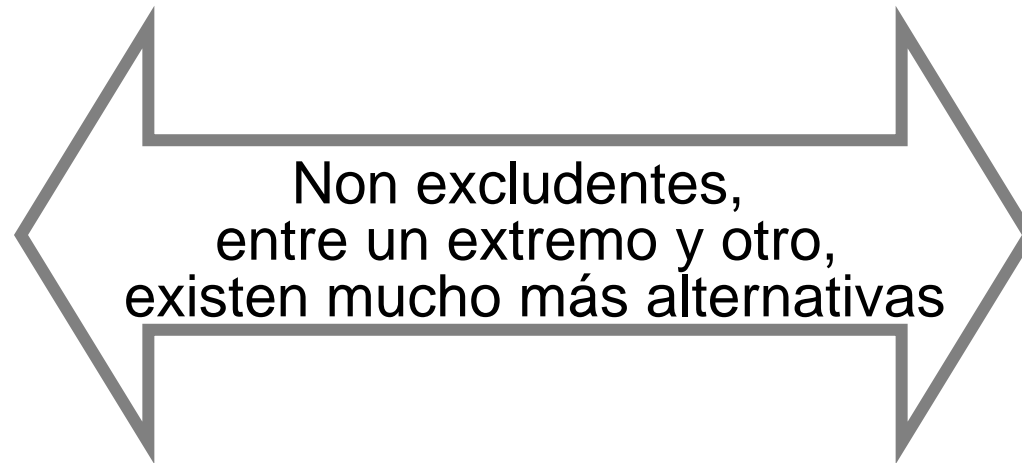 Non excludentes,
entre un extremo y otro,
existen mucho más alternativas